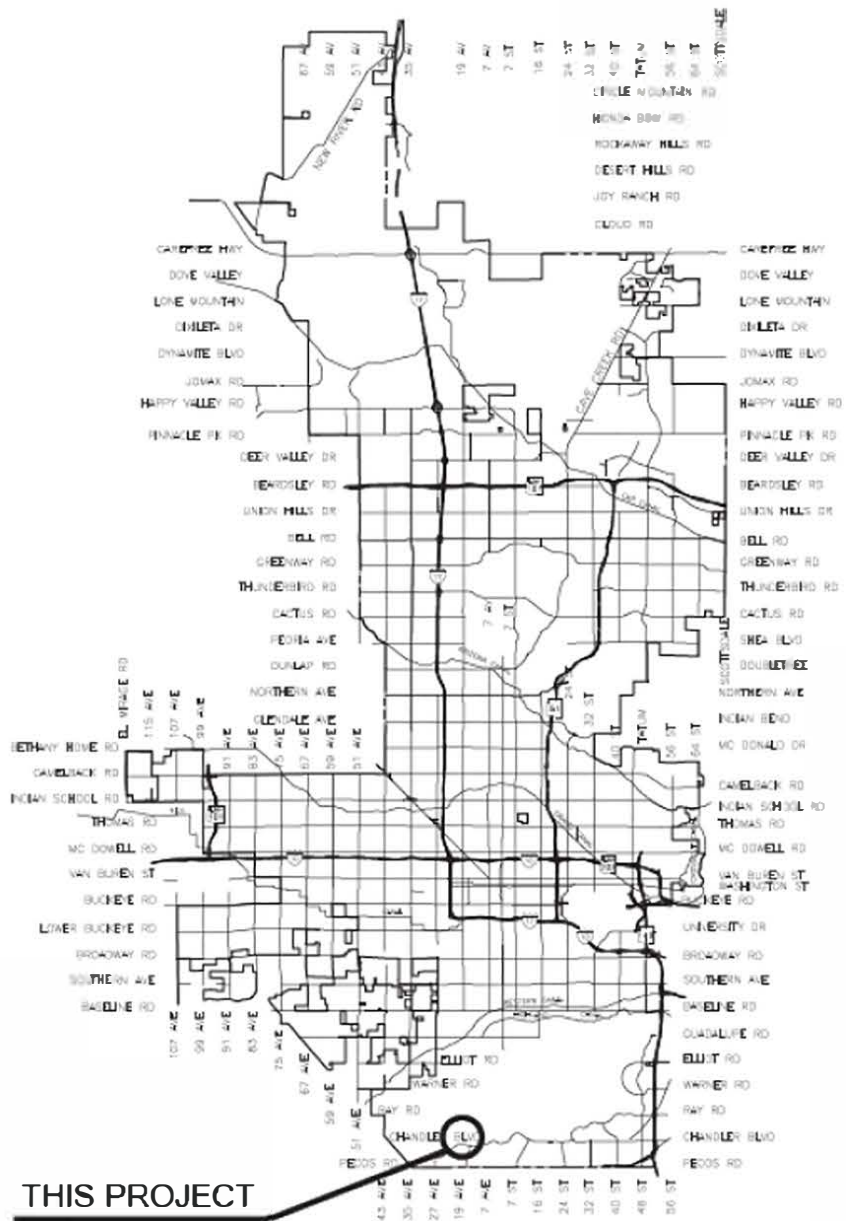 67 AV
59 AV
51 AV
35 AV
19 AV
7 AV
7 ST
16 ST
24 ST
32 ST
40 ST
TATUM
56 ST
64 ST
SCOTTSDALE
CIRCLE MOUNTAIN RD
HONDA BOW RD
ROCKAWAY HILLS RD
DESERT HILLS RD
JOY RANCH RD
CLOUD RD
NEW RIVER RD
CAREFREE HWY
DOVE VALLEY
LONE MOUNTAIN
DIXILETA DR
DYNAMITE BLVD
JOMAX RD
HAPPY VALLEY RD
PINNACLE PK RD
DEER VALLEY DR
BEARDSLEY RD
UNION HILLS DR
BELL RD
GREENWAY RD
THUNDERBIRD RD
CACTUS RD
PEORIA AVE
DUNLAP RD
NORTHERN AVE
GLENDALE AVE
CAREFREE HWY
DOVE VALLEY
LONE MOUNTAIN
DIXILETA DR
DYNAMITE BLVD
JOMAX RD
HAPPY VALLEY RD
PINNACLE PK RD
DEER VALLEY DR
BEARDSLEY RD
UNION HILLS DR
BELL RD
GREENWAY RD
THUNDERBIRD RD
CACTUS RD
SHEA BLVD
DOUBLETREE
NORTHERN AVE
INDIAN BEND
MC DONALD DR
CAMELBACK RD
INDIAN SCHOOL RD
THOMAS RD
MC DOWELL RD
VAN BUREN ST
WASHINGTON ST
BUCKEYE RD
UNIVERSITY DR
BROADWAY RD
SOUTHERN AVE
BASELINE RD
GUADALUPE RD
ELLIOT RD
WARNER RD
RAY RD
CHANDLER BLVD
PECOS RD
CAVE CREEK RD
CAP CANAL
ARIZONA CANAL
7 AV
7 ST
24 ST
32 ST
40 ST
TATUM
56 ST
64 ST
SCOTTSDALE
EL MIRAGE RD
115 AVE
107 AVE
99 AVE
91 AVE
83 AVE
75 AVE
67 AVE
59 AVE
51 AVE
BETHANY HOME RD
CAMELBACK RD
INDIAN SCHOOL RD
THOMAS RD
MC DOWELL RD
VAN BUREN ST
BUCKEYE RD
LOWER BUCKEYE RD
BROADWAY RD
SOUTHERN AVE
BASELINE RD
WESTERN CANAL
107 AVE
99 AVE
91 AVE
83 AVE
75 AVE
67 AVE
59 AVE
51 AVE
ELLIOT RD
WARNER RD
RAY RD
CHANDLER BLVD
PECOS RD
43 AVE
35 AVE
27 AVE
19 AVE
7 AVE
7 ST
16 ST
24 ST
32 ST
40 ST
48 ST
56 ST
THIS PROJECT